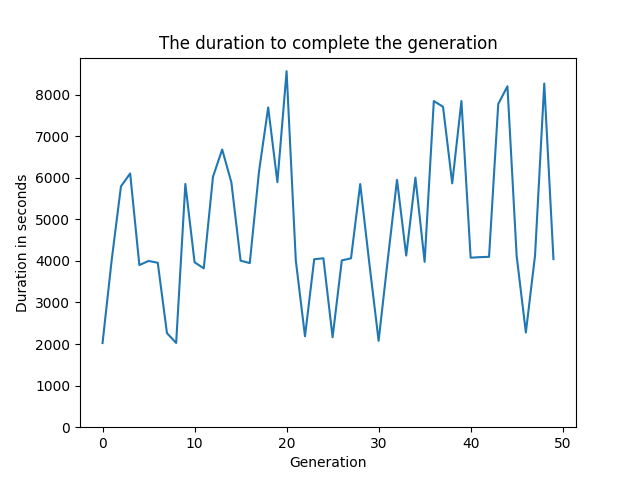 The duration to complete the generation
Duration in seconds
8000
7000
6000
5000
4000
3000
2000
1000
0
0 10 20 30 40 50
Generation